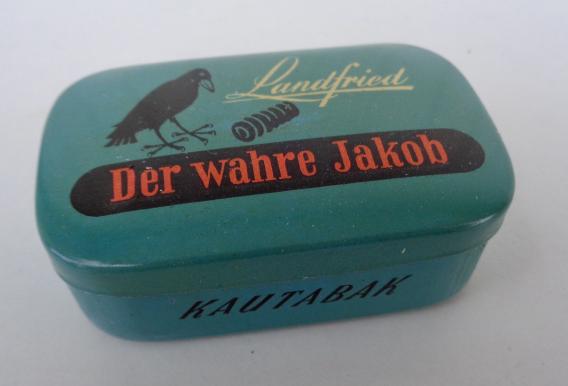 Landfried
Der wahre Jakob
KAUTABAK